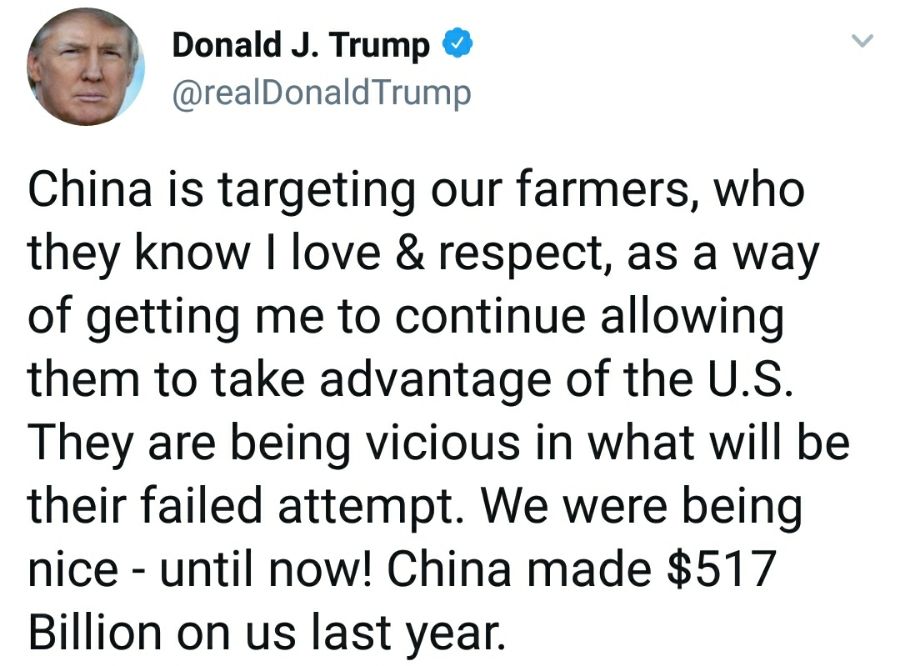 Donald J. Trump
@realDonaldTrump
China is targeting our farmers, who
they know I love & respect, as a way
of getting me to continue allowing
them to take advantage of the U.S.
They are being vicious in what will be
their failed attempt. We were being
nice - until now! China made $517
Billion on us last year.